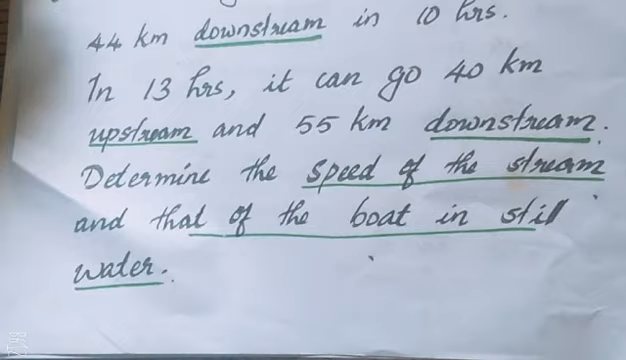 44 km downstream in 10 hrs.
In 13 hrs, it can go 40 km
upstream and 55 km downstream.
Determine the speed of the stream
and that of the boat in still
water.